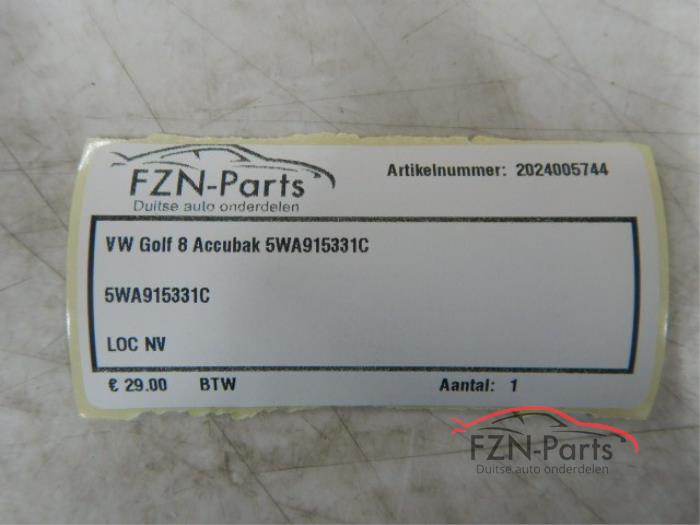 FZN-Parts
Duitse auto onderdelen
Artikelnummer: 2024005744
VW Golf 8 Accubak 5WA915331C
5WA915331C
LOC NV
€ 29.00 BTW Aantal: 1
FZN-Parts
Duitse auto onderdelen